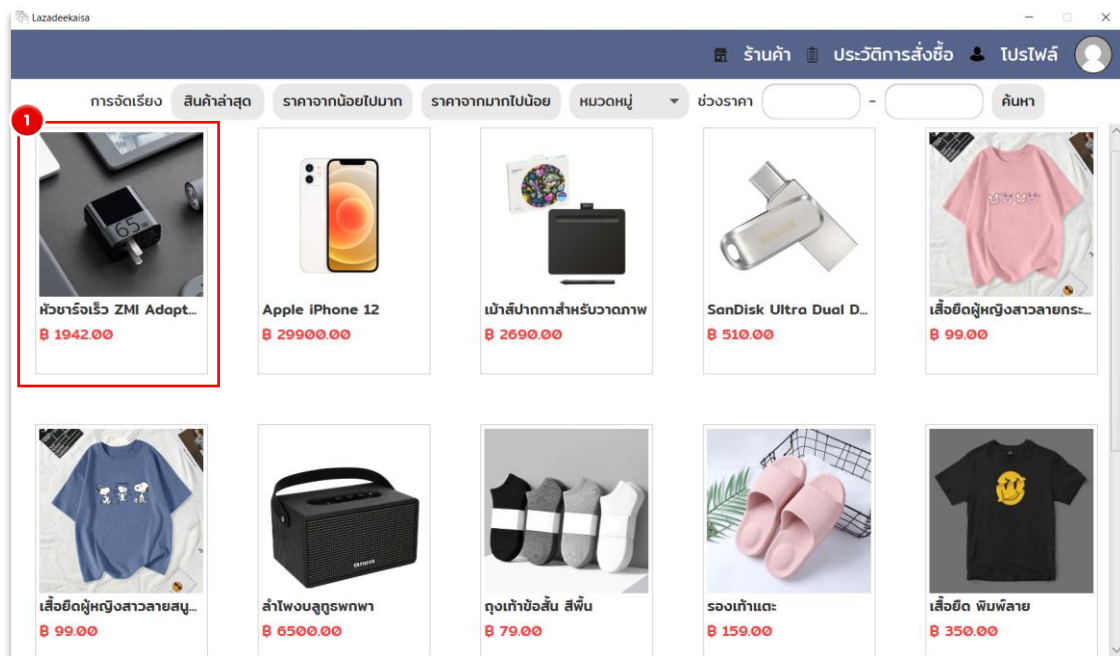 Lazadeekaisa
ร้านค้า ประวัติการสั่งซื้อ โปรไฟล์
การจัดเรียง สินค้าล่าสุด ราคาจากน้อยไปมาก ราคาจากมากไปน้อย หมวดหมู่ ช่วงราคา - ค้นหา
1
65W
SanDisk
หัวชาร์จเร็ว ZMI Adapt... Apple iPhone 12 เม้าส์ปากกาสำหรับวาดภาพ SanDisk Ultra Dual D... เสื้อยืดผู้หญิงสาวลายกระ...
฿ 1942.00 ฿ 29900.00 ฿ 2690.00 ฿ 510.00 ฿ 99.00
aiwa
เสื้อยืดผู้หญิงสาวลายสนู... ลำโพงบลูทูธพกพา ถุงเท้าข้อสั้น สีพื้น รองเท้าแตะ เสื้อยืด พิมพ์ลาย
฿ 99.00 ฿ 6500.00 ฿ 79.00 ฿ 159.00 ฿ 350.00